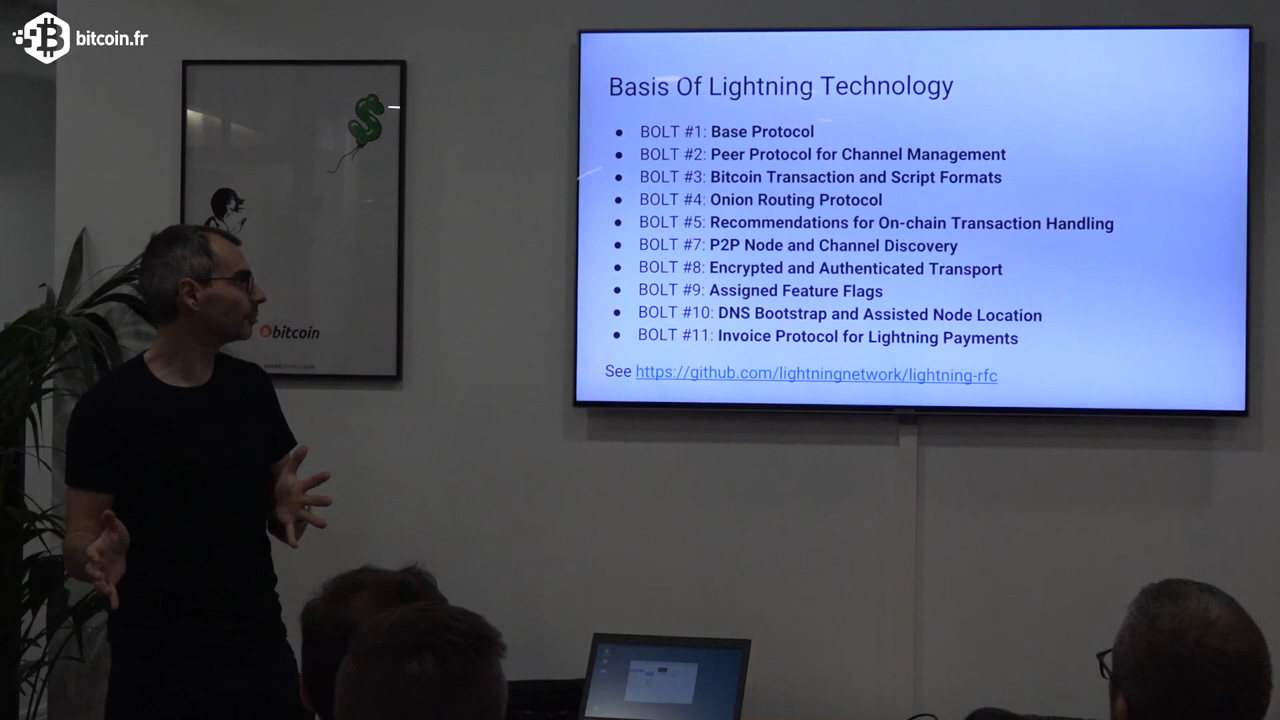 bitcoin.fr
Basis Of Lightning Technology
BOLT #1: Base Protocol
BOLT #2: Peer Protocol for Channel Management
BOLT #3: Bitcoin Transaction and Script Formats
BOLT #4: Onion Routing Protocol
BOLT #5: Recommendations for On-chain Transaction Handling
BOLT #7: P2P Node and Channel Discovery
BOLT #8: Encrypted and Authenticated Transport
BOLT #9: Assigned Feature Flags
BOLT #10: DNS Bootstrap and Assisted Node Location
BOLT #11: Invoice Protocol for Lightning Payments
See https://github.com/lightningnetwork/lightning-rfc
bitcoin